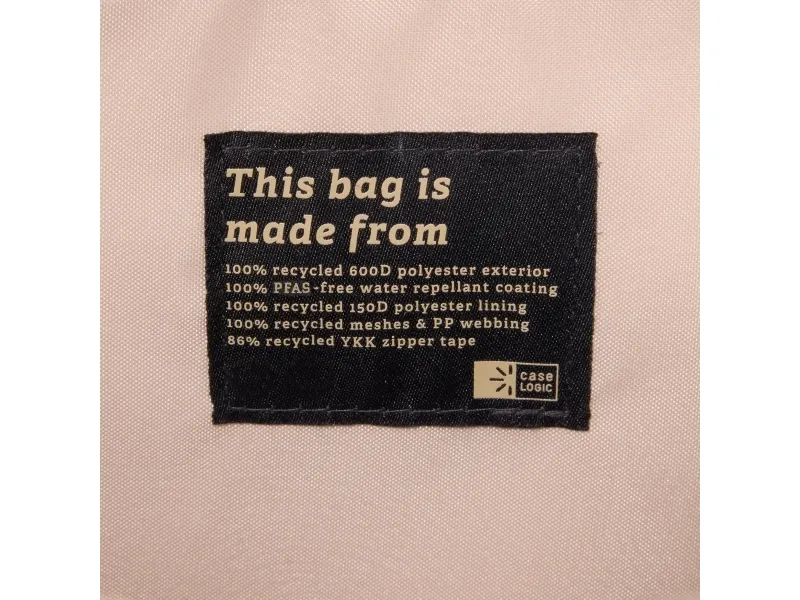 This bag is
made from
100% recycled 600D polyester exterior
100% PFAS-free water repellant coating
100% recycled 150D polyester lining
100% recycled meshes & PP webbing
86% recycled YKK zipper tape
case
LOGIC